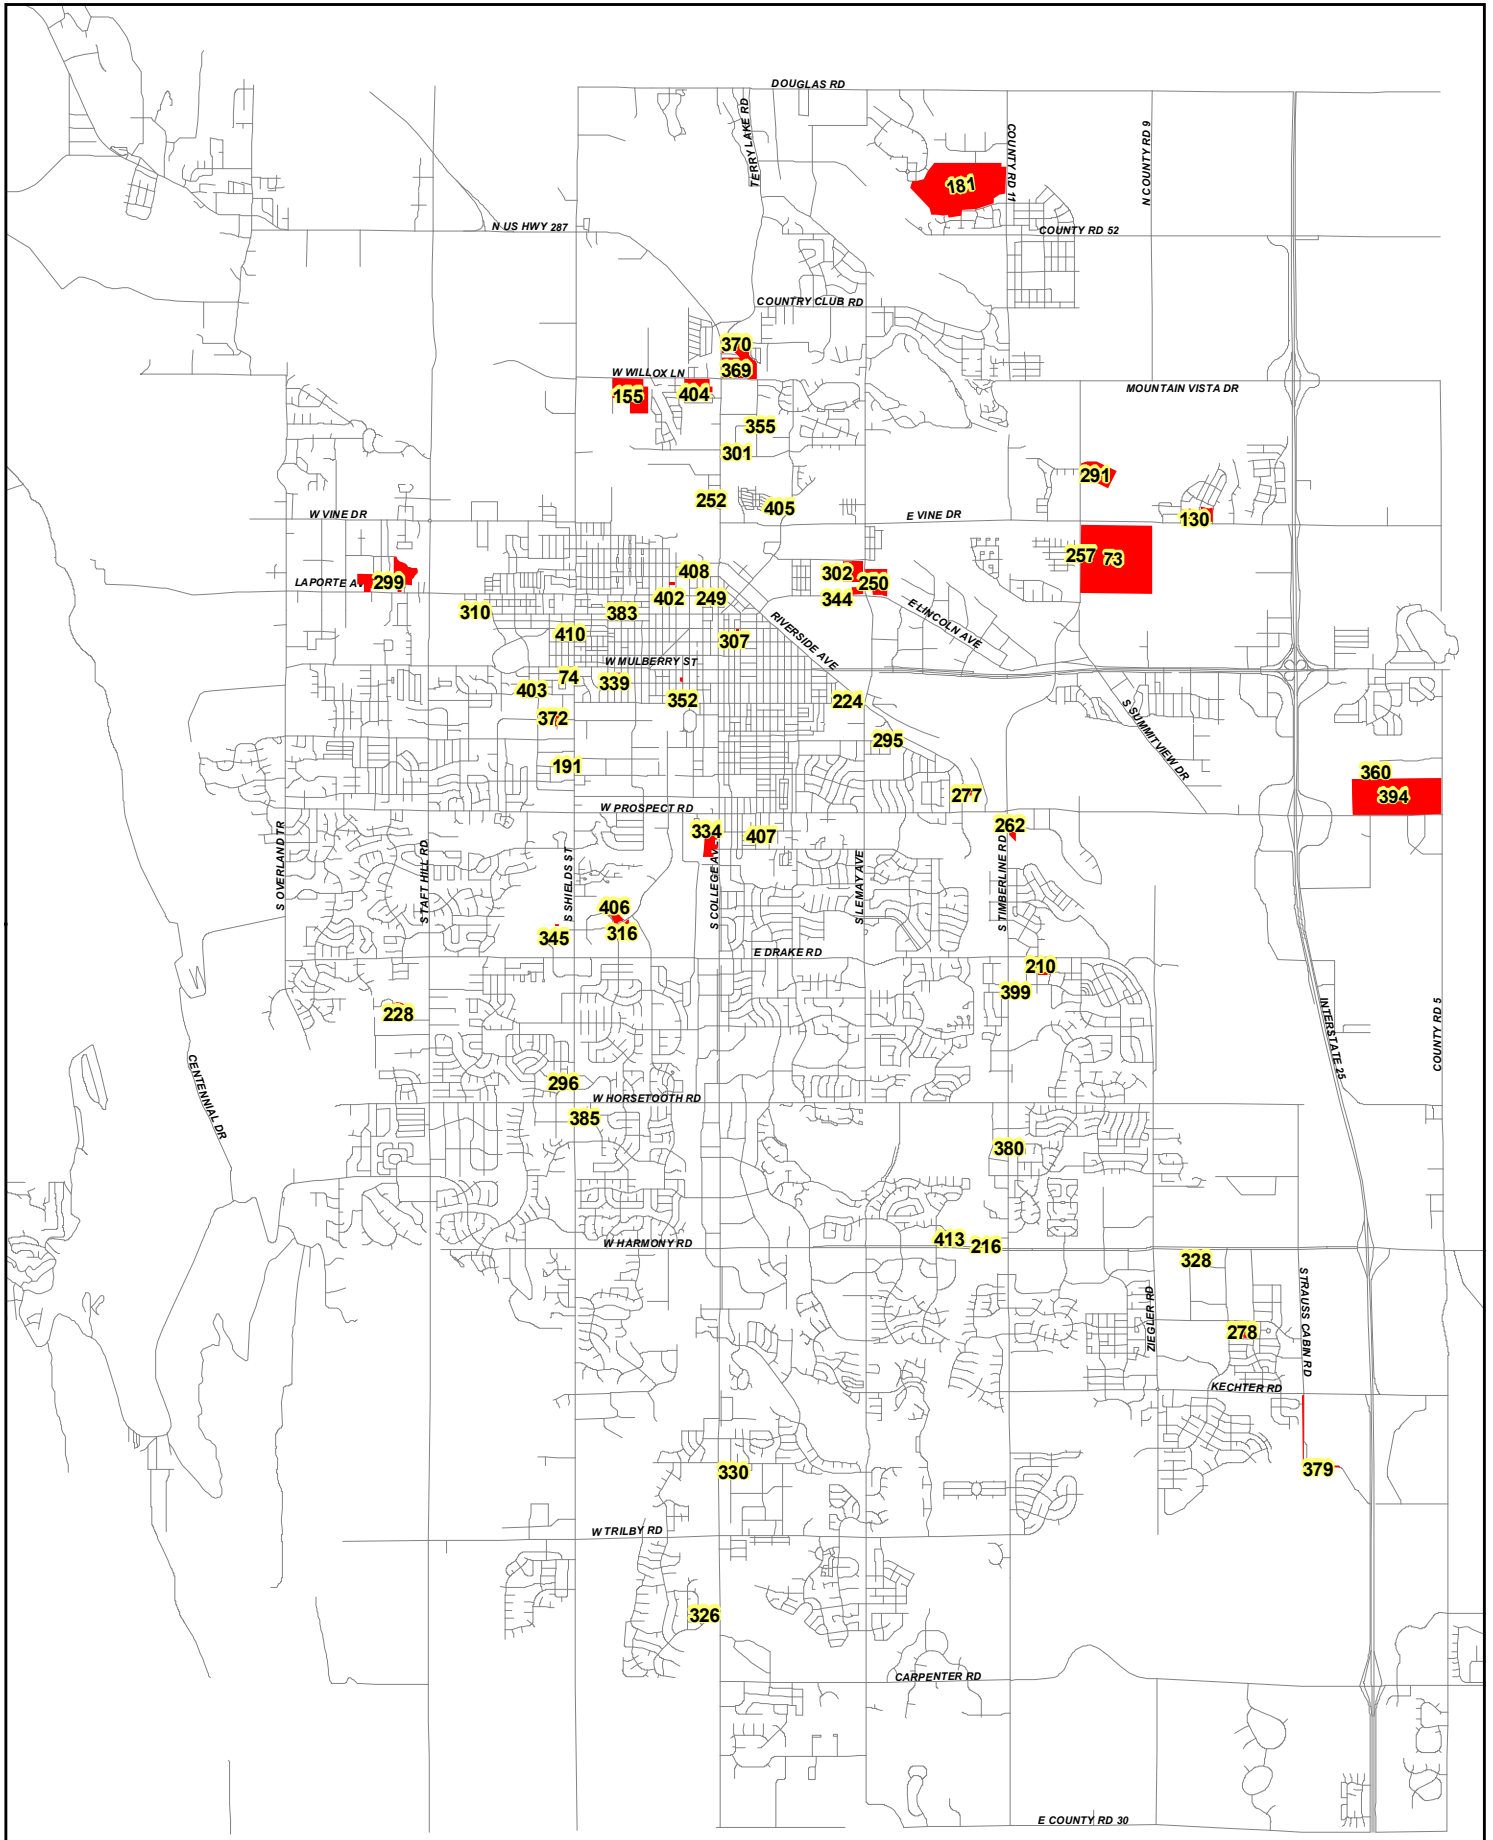 DOUGLAS RD
TERRY LAKE RD
COUNTY RD 11
N COUNTY RD 9
181
N US HWY 287
COUNTY RD 52
COUNTRY CLUB RD
370
369
W WILLOX LN
155
404
MOUNTAIN VISTA DR
355
301
291
252
405
W VINE DR
E VINE DR
130
257
73
408
302
250
LAPORTE AV
299
402
249
344
310
383
E LINCOLN AVE
410
307
RIVERSIDE AVE
W MULBERRY ST
74
339
403
352
224
372
S SUMMIT VIEW DR
295
191
360
277
394
W PROSPECT RD
334
407
262
S OVERLAND TR
S TAFT HILL RD
S SHIELDS ST
S COLLEGE AVE
S LEMAY AVE
S TIMBERLINE RD
406
316
345
E DRAKE RD
210
399
228
INTERSTATE 25
COUNTY RD 5
CENTENNIAL DR
296
W HORSETOOTH RD
385
380
413
216
W HARMONY RD
328
ZIEGLER RD
STRAUSS CABIN RD
278
KECHTER RD
330
379
W TRILBY RD
326
CARPENTER RD
E COUNTY RD 30